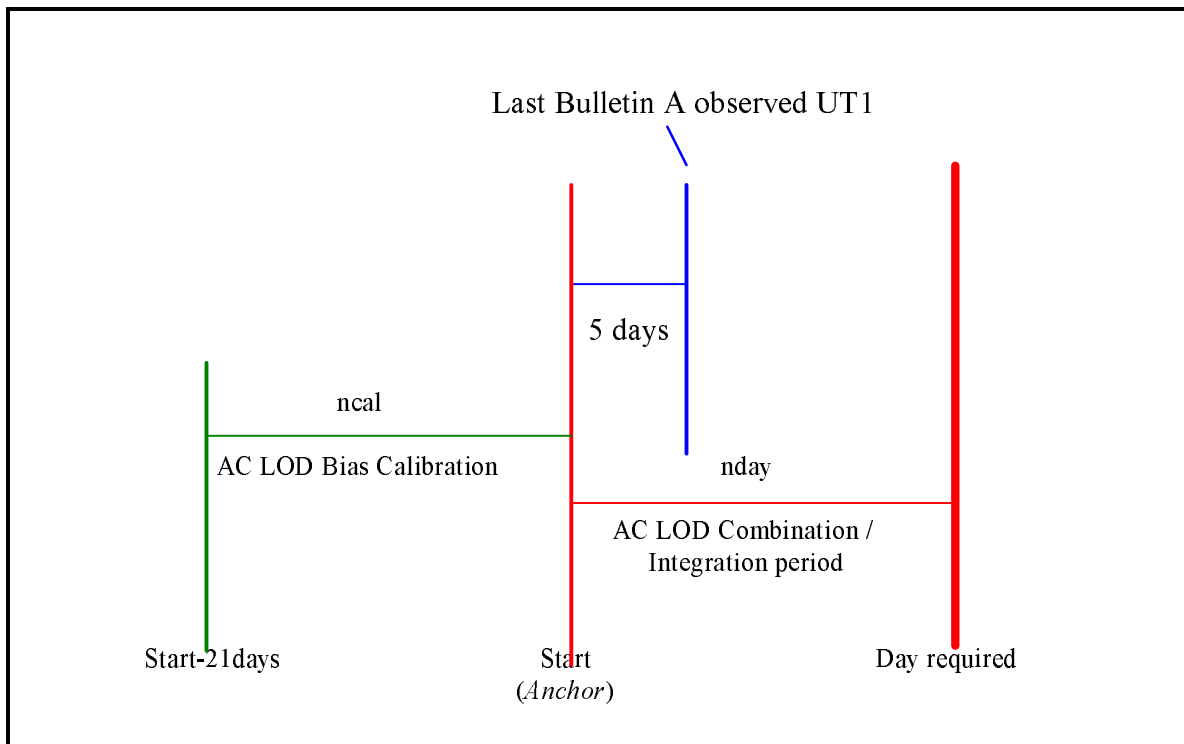 Last Bulletin A observed UT1
5 days
ncal
AC LOD Bias Calibration
nday
AC LOD Combination /
Integration period
Start-21days
Start
(Anchor)
Day required